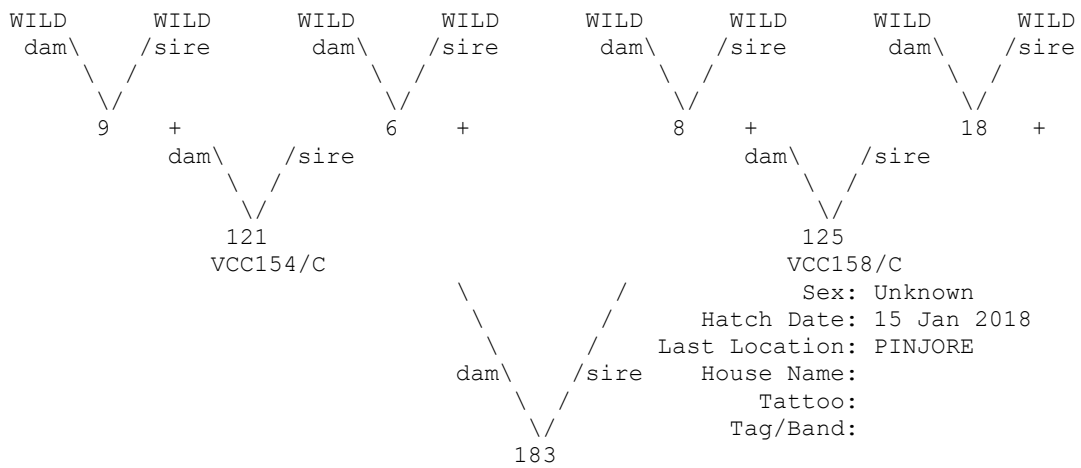 WILD WILD WILD WILD WILD WILD WILD WILD
dam\ /sire dam\ /sire dam\ /sire dam\ /sire
\ / \ / \ / \ /
\/ \/ \/ \/
9 + 6 + 8 + 18 +
dam\ /sire dam\ /sire
\ / \ /
\/ \/
121 125
VCC154/C VCC158/C
\ / Sex: Unknown
\ / Hatch Date: 15 Jan 2018
\ / Last Location: PINJORE
dam\ /sire House Name:
\ / Tattoo:
\/ Tag/Band:
183